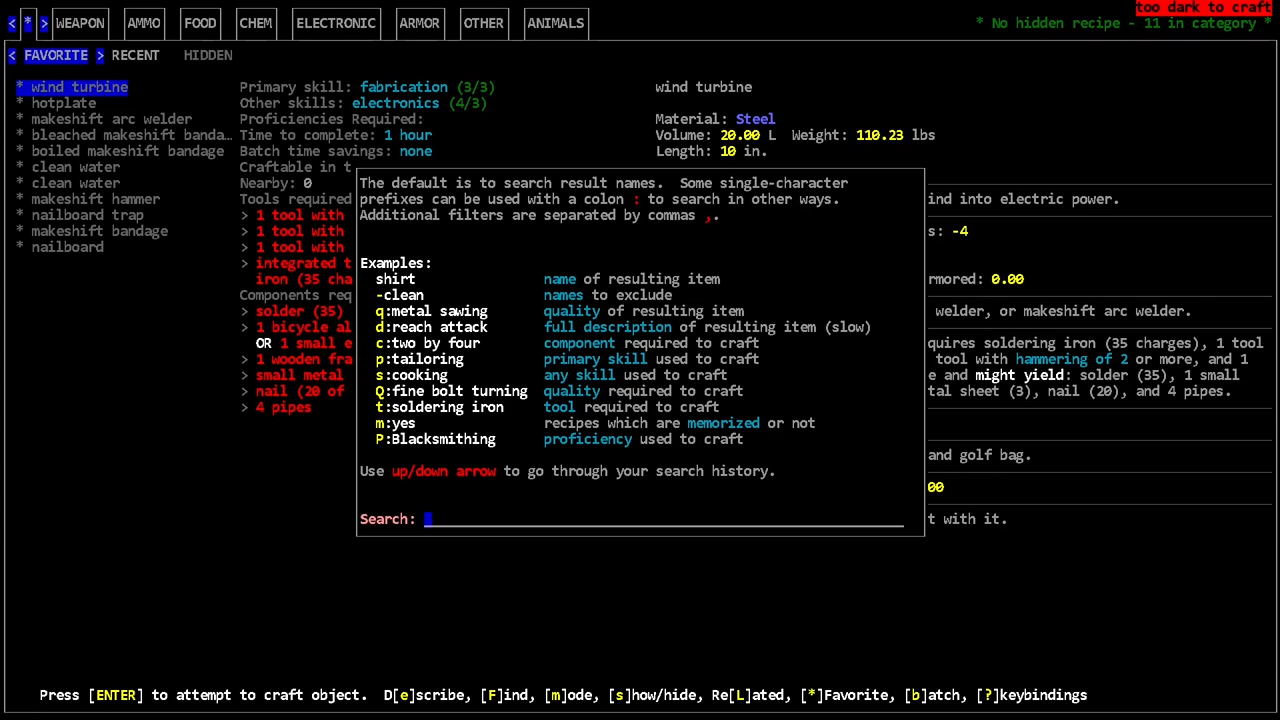 too dark to craft
< * > WEAPON AMMO FOOD CHEM ELECTRONIC ARMOR OTHER ANIMALS
* No hidden recipe - 11 in category *
< FAVORITE > RECENT HIDDEN
* wind turbine
* hotplate
* makeshift arc welder
* bleached makeshift banda…
* boiled makeshift bandage
* clean water
* clean water
* makeshift hammer
* nailboard trap
* makeshift bandage
* nailboard
Primary skill: fabrication (3/3)
Other skills: electronics (4/3)
Proficiencies Required:
Time to complete: 1 hour
Batch time savings: none
Craftable in t
Nearby: 0
Tools required
> 1 tool with
> 1 tool with
> 1 tool with
> integrated t
iron (35 cha
Components req
> solder (35)
> 1 bicycle al
OR 1 small e
> 1 wooden fra
> small metal
> nail (20 of
> 4 pipes
wind turbine
Material: Steel
Volume: 20.00 L Weight: 110.23 lbs
Length: 10 in.
ind into electric power.
s: -4
rmored: 0.00
welder, or makeshift arc welder.
quires soldering iron (35 charges), 1 tool
tool with hammering of 2 or more, and 1
e and might yield: solder (35), 1 small
tal sheet (3), nail (20), and 4 pipes.
and golf bag.
00
t with it.
The default is to search result names. Some single-character
prefixes can be used with a colon : to search in other ways.
Additional filters are separated by commas ,.
Examples:
shirt name of resulting item
-clean names to exclude
q:metal sawing quality of resulting item
d:reach attack full description of resulting item (slow)
c:two by four component required to craft
p:tailoring primary skill used to craft
s:cooking any skill used to craft
Q:fine bolt turning quality required to craft
t:soldering iron tool required to craft
m:yes recipes which are memorized or not
P:Blacksmithing proficiency used to craft
Use up/down arrow to go through your search history.
Search:
Press [ENTER] to attempt to craft object. D[e]scribe, [F]ind, [m]ode, [s]how/hide, Re[L]ated, [*]Favorite, [b]atch, [?]keybindings